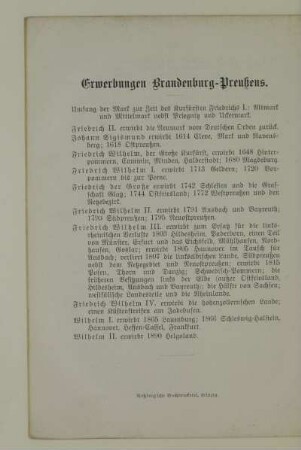 Erwerbungen Brandenburg-Preußens.
Umfang der Mark zur Zeit des Kurfürsten Friedrichs I.: Altmark
und Mittelmark nebst Priegnitz und Uckermark.
Friedrich II. erwirbt die Neumark vom Deutschen Orden zurück.
Johann Sigismund erwirbt 1614 Cleve, Mark und Ravens-
berg; 1618 Ostpreußen.
Friedrich Wilhelm, der Große Kurfürst, erwirbt 1648 Hinter-
pommern, Cammin, Minden, Halberstadt; 1680 Magdeburg.
Friedrich Wilhelm I. erwirbt 1713 Geldern; 1720 Vor-
pommern bis zur Peene.
Friedrich der Große erwirbt 1742 Schlesien und die Graf-
schaft Glatz; 1744 Ostfriesland; 1772 Westpreußen und den
Netzebezirk.
Friedrich Wilhelm II. erwirbt 1791 Ansbach und Bayreuth;
1793 Südpreußen; 1795 Neuostpreußen.
Friedrich Wilhelm III. erwirbt zum Ersatz für die links-
rheinischen Verluste 1803 Hildesheim, Paderborn, einen Teil
von Münster, Erfurt und das Eichsfeld, Mühlhausen, Nord-
hausen, Goslar; erwirbt 1805 Hannover im Tausch für
Ansbach; verliert 1807 die linkselbischen Lande, Südpreußen
nebst dem Netzegebiet und Neuostpreußen; erwirbt 1815
Posen, Thorn und Danzig; Schwedisch-Pommern; die
früheren Besitzungen links der Elbe (außer Ostfriesland,
Hildesheim, Ansbach und Bayreuth); die Hälfte von Sachsen;
westfälische Landesteile und die Rheinlande.
Friedrich Wilhelm IV. erwirbt die hohenzollernschen Lande;
einen Küstenstreifen am Jadebusen.
Wilhelm I. erwirbt 1865 Lauenburg; 1866 Schleswig-Holstein,
Hannover, Hessen-Cassel, Frankfurt.
Wilhelm II. erwirbt 1890 Helgoland.
Buchdruckerei,